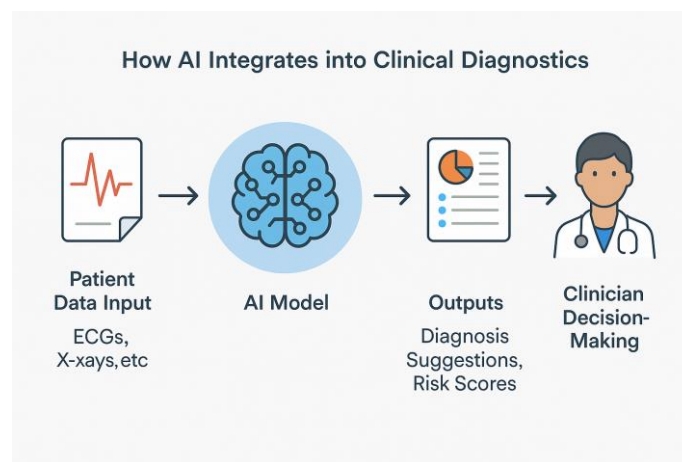 How AI Integrates into Clinical Diagnostics
Patient
Data Input
ECGs,
X-xays, etc
AI Model
Outputs
Diagnosis
Suggestions,
Risk Scores
Clinician
Decision-
Making